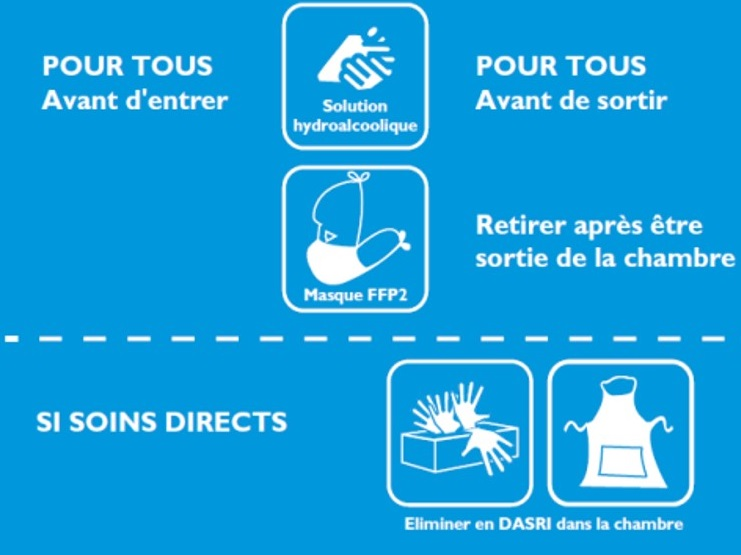 POUR TOUS
Avant d'entrer
Solution
hydroalcoolique
POUR TOUS
Avant de sortir
Masque FFP2
Retirer après être
sortie de la chambre
SI SOINS DIRECTS
Eliminer en DASRI dans la chambre